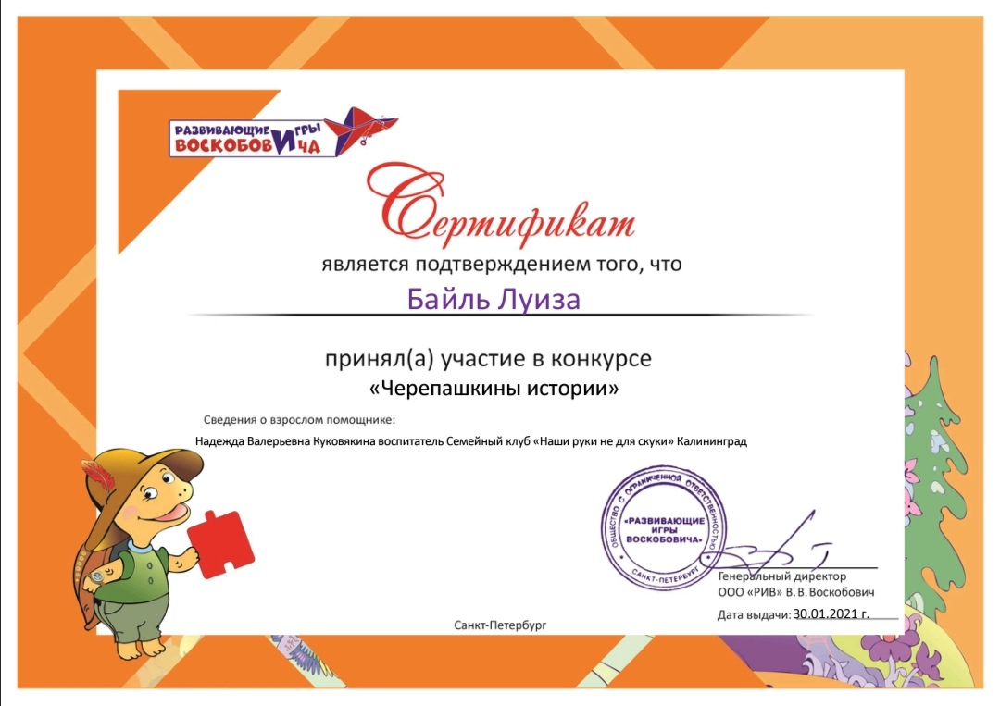 РАЗВИВАЮЩИЕ ИГРЫ
ВОСКОБОВИЧА
Сертификат
является подтверждением того, что
Байль Луиза
принял(а) участие в конкурсе
«Черепашкины истории»
Сведения о взрослом помощнике:
Надежда Валерьевна Куковякина воспитатель Семейный клуб «Наши руки не для скуки» Калининград
ОБЩЕСТВО С ОГРАНИЧЕННОЙ ОТВЕТСТВЕННОСТЬЮ
«РАЗВИВАЮЩИЕ
ИГРЫ
ВОСКОБОВИЧА»
САНКТ-ПЕТЕРБУРГ
Генеральный директор
ООО «РИВ» В. В. Воскобович
Дата выдачи: 30.01.2021 г.
Санкт-Петербург